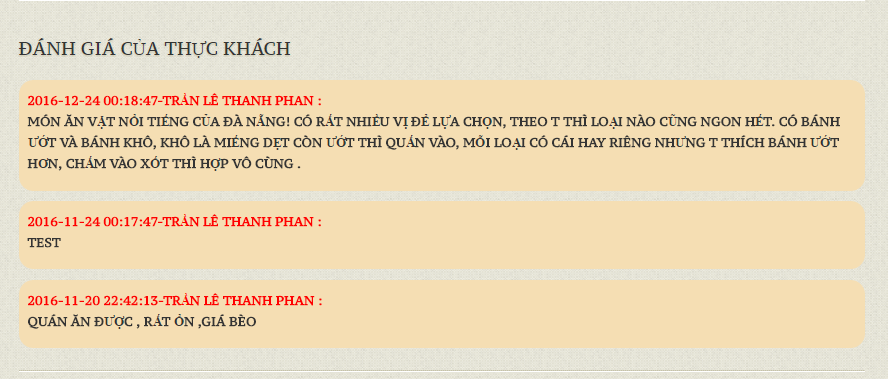 ĐÁNH GIÁ CỦA THỰC KHÁCH
2016-12-24 00:18:47-TRẦN LÊ THANH PHAN :
MÓN ĂN VẶT NỔI TIẾNG CỦA ĐÀ NẴNG! CÓ RẤT NHIỀU VỊ ĐỂ LỰA CHỌN, THEO T THÌ LOẠI NÀO CŨNG NGON HẾT. CÓ BÁNH
ƯỚT VÀ BÁNH KHÔ, KHÔ LÀ MIẾNG DẸT CÒN ƯỚT THÌ QUẤN VÀO, MỖI LOẠI CÓ CÁI HAY RIÊNG NHƯNG T THÍCH BÁNH ƯỚT
HƠN, CHẤM VÀO XỐT THÌ HỢP VÔ CÙNG .
2016-11-24 00:17:47-TRẦN LÊ THANH PHAN :
TEST
2016-11-20 22:42:13-TRẦN LÊ THANH PHAN :
QUÁN ĂN ĐƯỢC , RẤT ỔN ,GIÁ BÈO